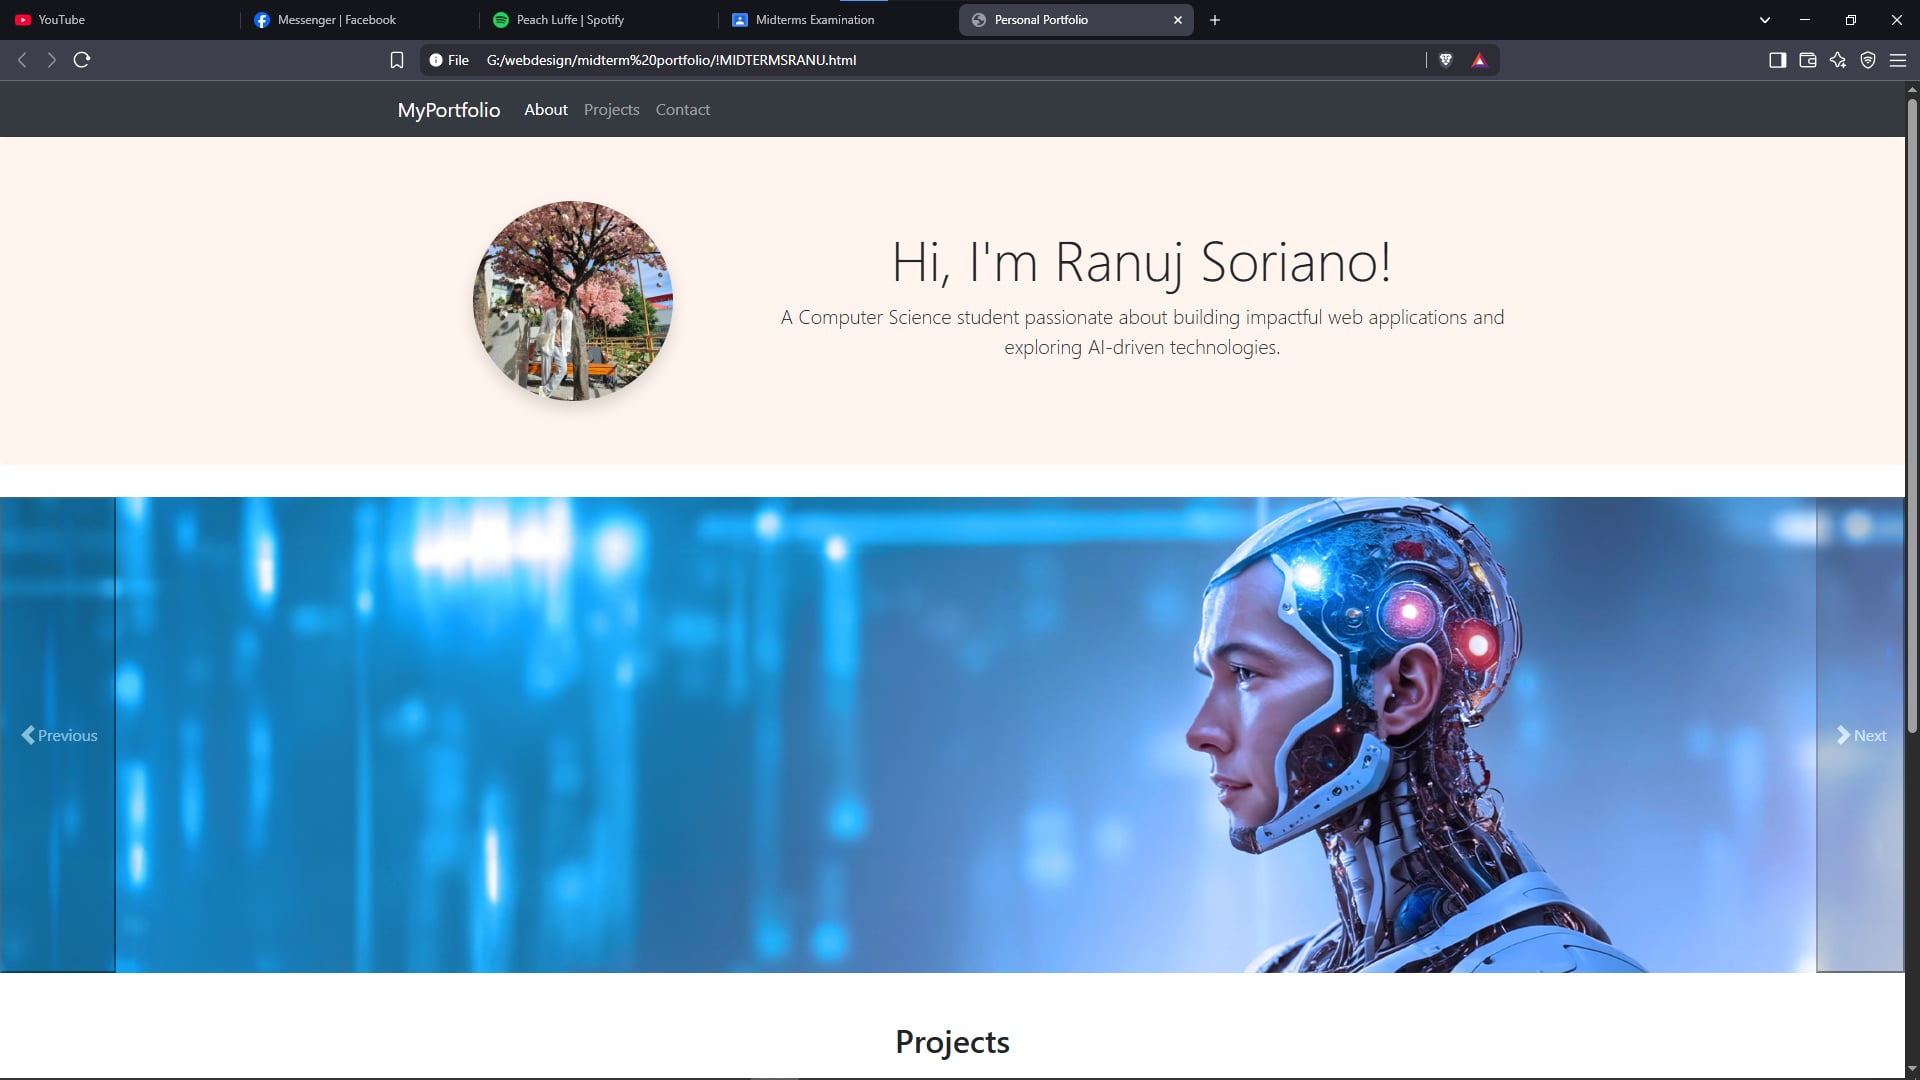 YouTube
Messenger | Facebook
Peach Luffe | Spotify
Midterms Examination
Personal Portfolio
File
G:/webdesign/midterm%20portfolio/!MIDTERMSRANU.html
MyPortfolio
About
Projects
Contact
Hi, I'm Ranuj Soriano!
A Computer Science student passionate about building impactful web applications and
exploring AI-driven technologies.
Previous
Next
Projects